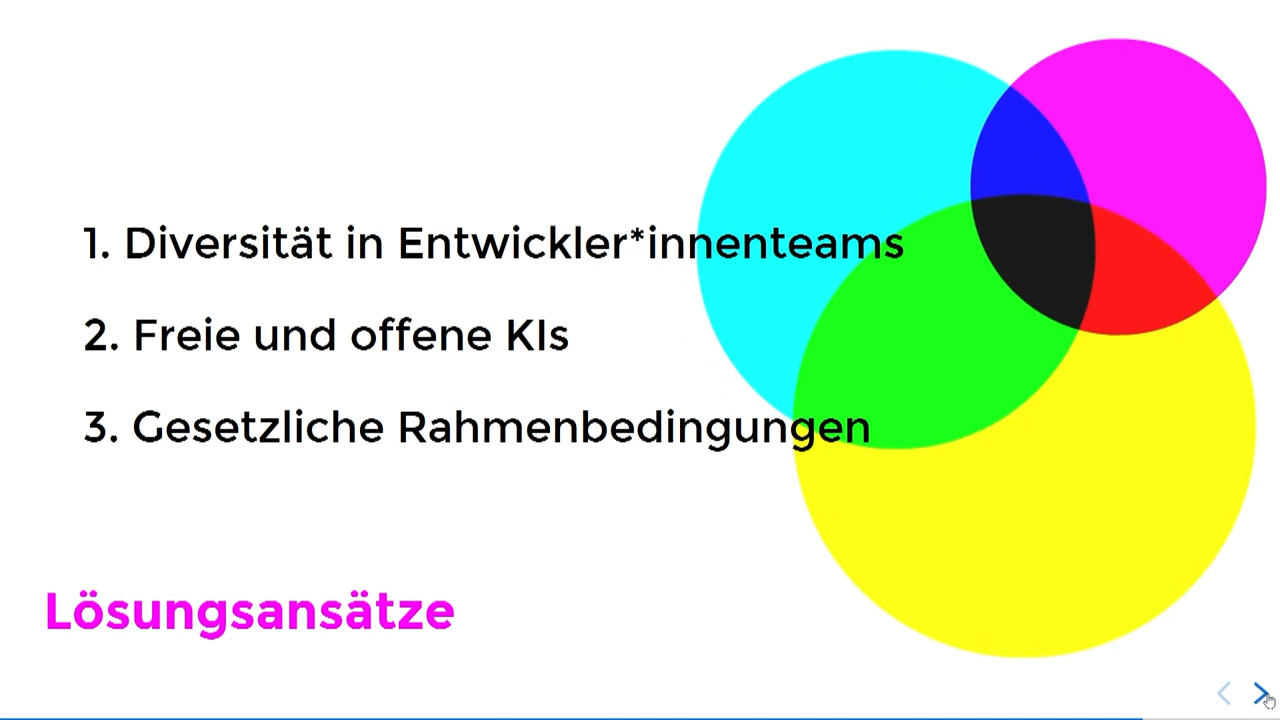 1. Diversität in Entwickler*innenteams
2. Freie und offene KIs
3. Gesetzliche Rahmenbedingungen
Lösungsansätze